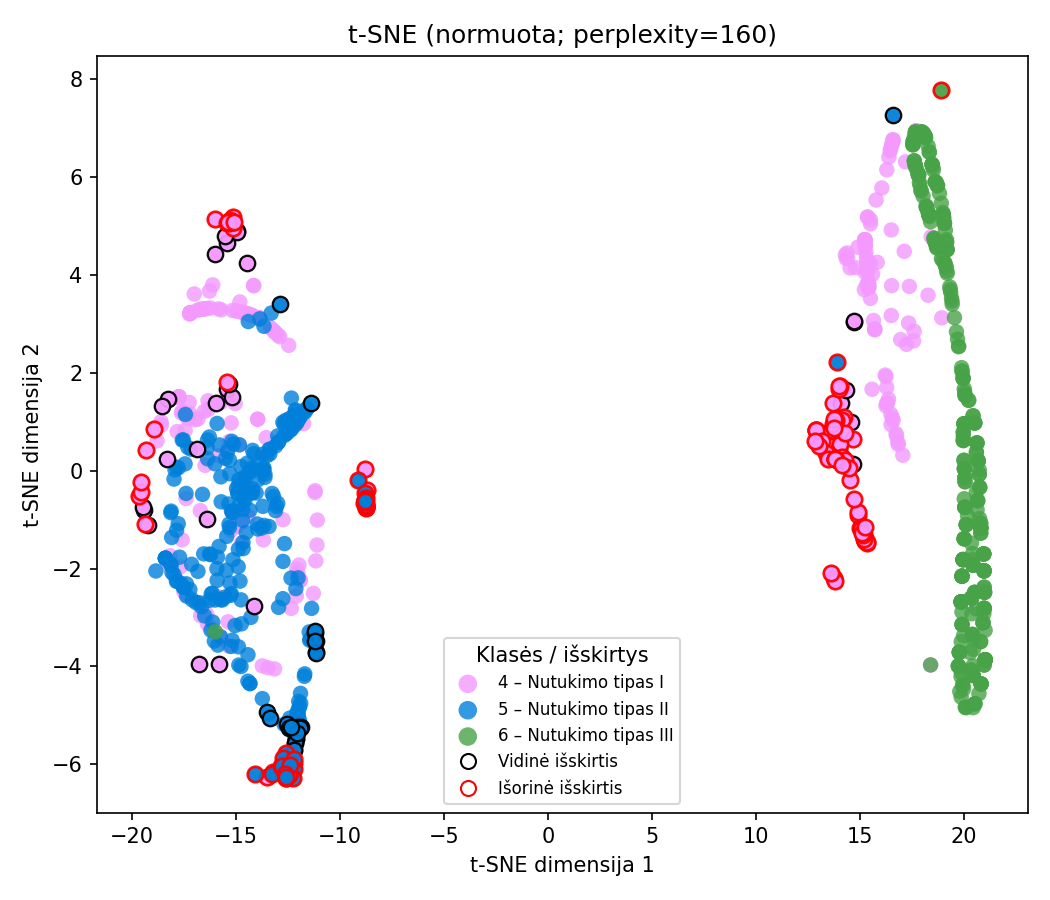 t-SNE (normuota; perplexity=160)
t-SNE dimensija 2
8
6
4
2
0
−2
−4
−6
Klasės / išskirtys
4 – Nutukimo tipas I
5 – Nutukimo tipas II
6 – Nutukimo tipas III
Vidinė išskirtis
Išorinė išskirtis
−20 −15 −10 −5 0 5 10 15 20
t-SNE dimensija 1